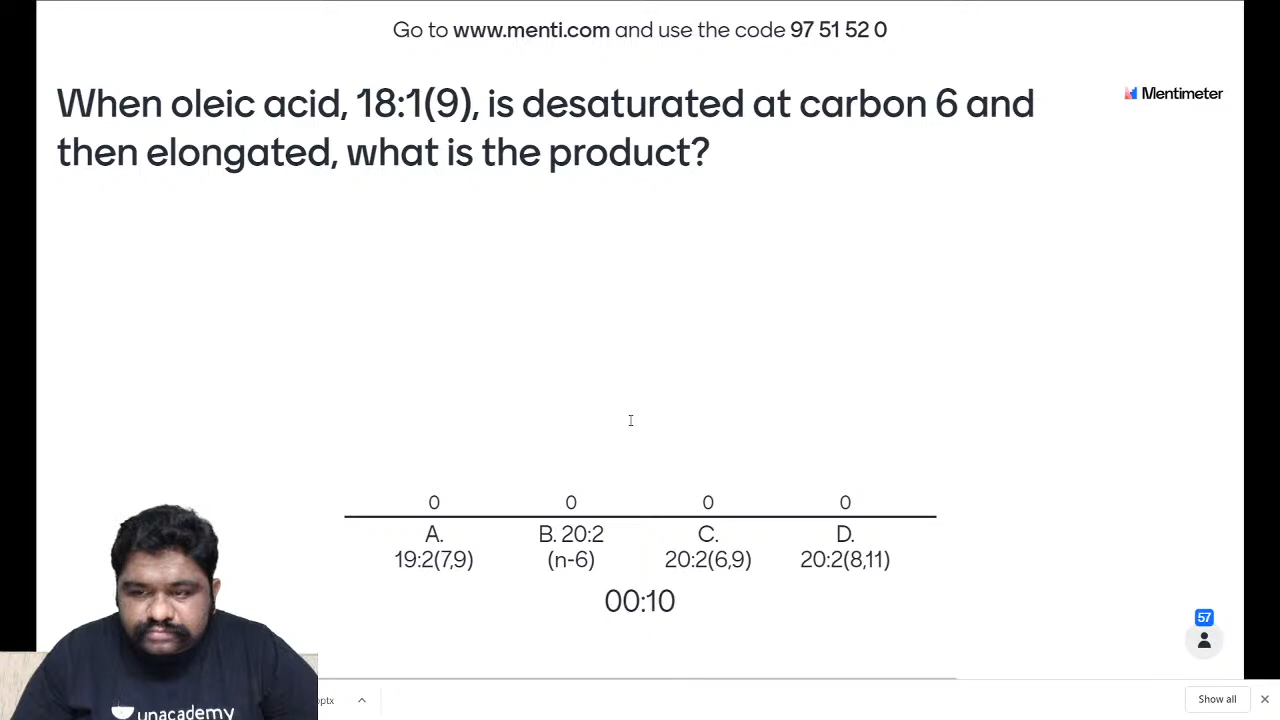 Go to www.menti.com and use the code 97 51 52 0
When oleic acid, 18:1(9), is desaturated at carbon 6 and
then elongated, what is the product?
Mentimeter
0 0 0 0
A. B. 20:2 C. D.
19:2(7,9) (n-6) 20:2(6,9) 20:2(8,11)
00:10
57
unacademy
Show all